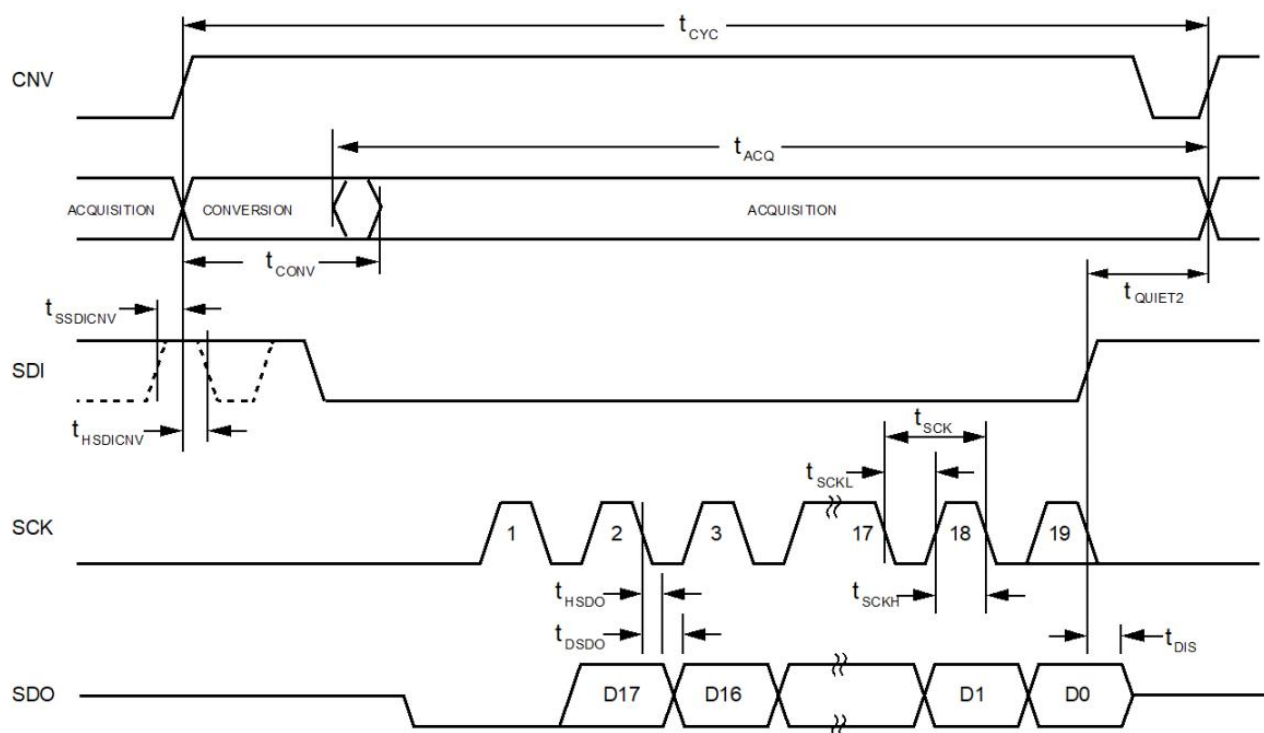 tCYC
CNV
tACQ
ACQUISITION CONVERSION ACQUISITION
tCONV
tQUIET2
tSSDICNV
SDI
tHSDICNV
tSCK
tSCKL
SCK 1 2 3 17 18 19
tHSDO tSCKH
tDSDO tDIS
SDO D17 D16 D1 D0